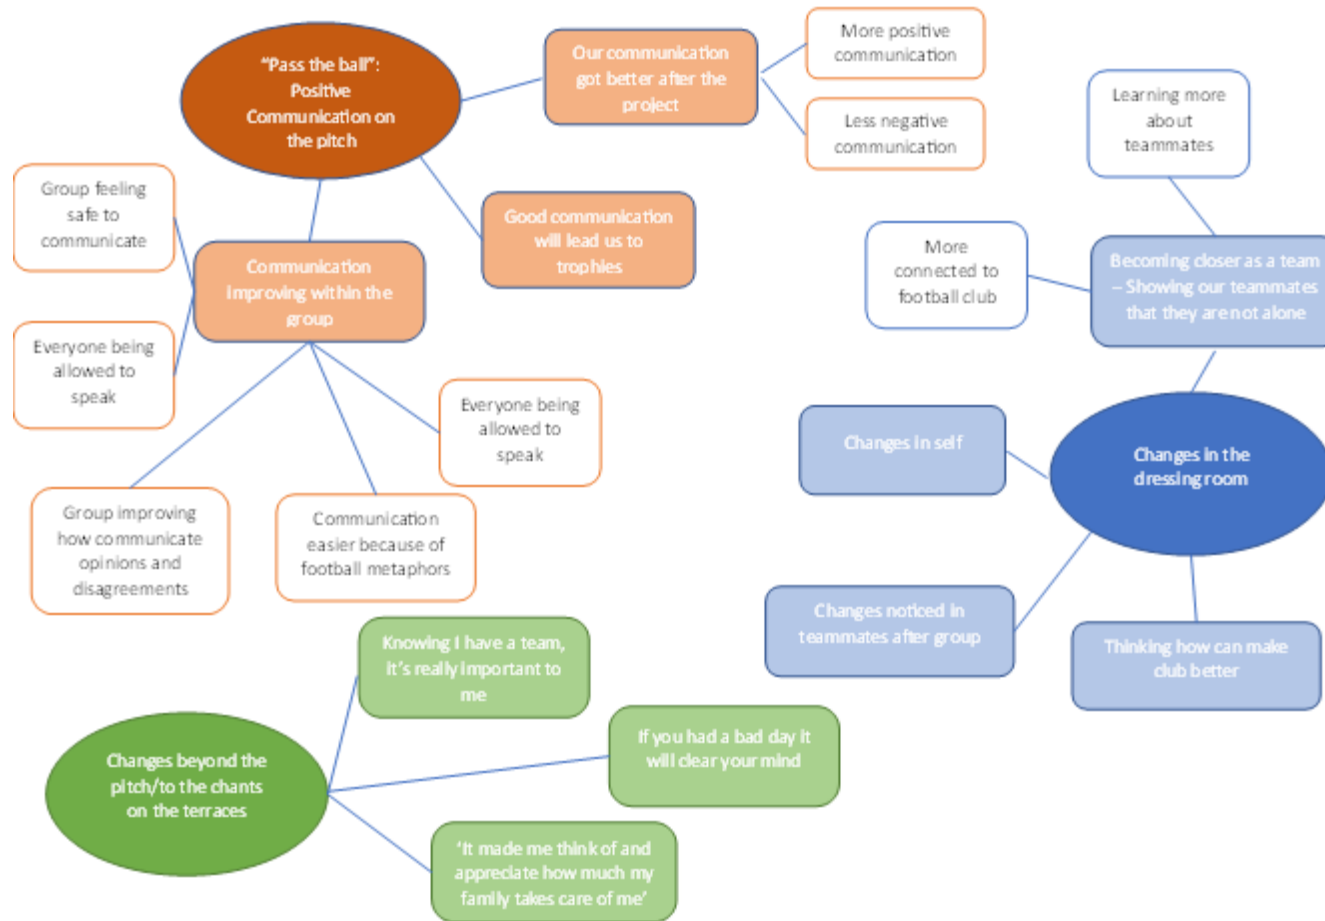 "Pass the ball":
Positive
Communication on
the pitch
Our communication
got better after the
project
More positive
communication
Less negative
communication
Good communication
will lead us to
trophies
Communication
improving within the
group
Group feeling
safe to
communicate
Everyone being
allowed to
speak
Group improving
how communicate
opinions and
disagreements
Communication
easier because of
football metaphors
Everyone being
allowed to
speak
Learning more
about
teammates
More
connected to
football club
Becoming closer as a team
– Showing our teammates
that they are not alone
Changes in the
dressing room
Changes in self
Changes noticed in
teammates after group
Thinking how can make
club better
Changes beyond the
pitch/to the chants
on the terraces
Knowing I have a team,
it's really important to
me
If you had a bad day it
will clear your mind
'It made me think of and
appreciate how much my
family takes care of me'